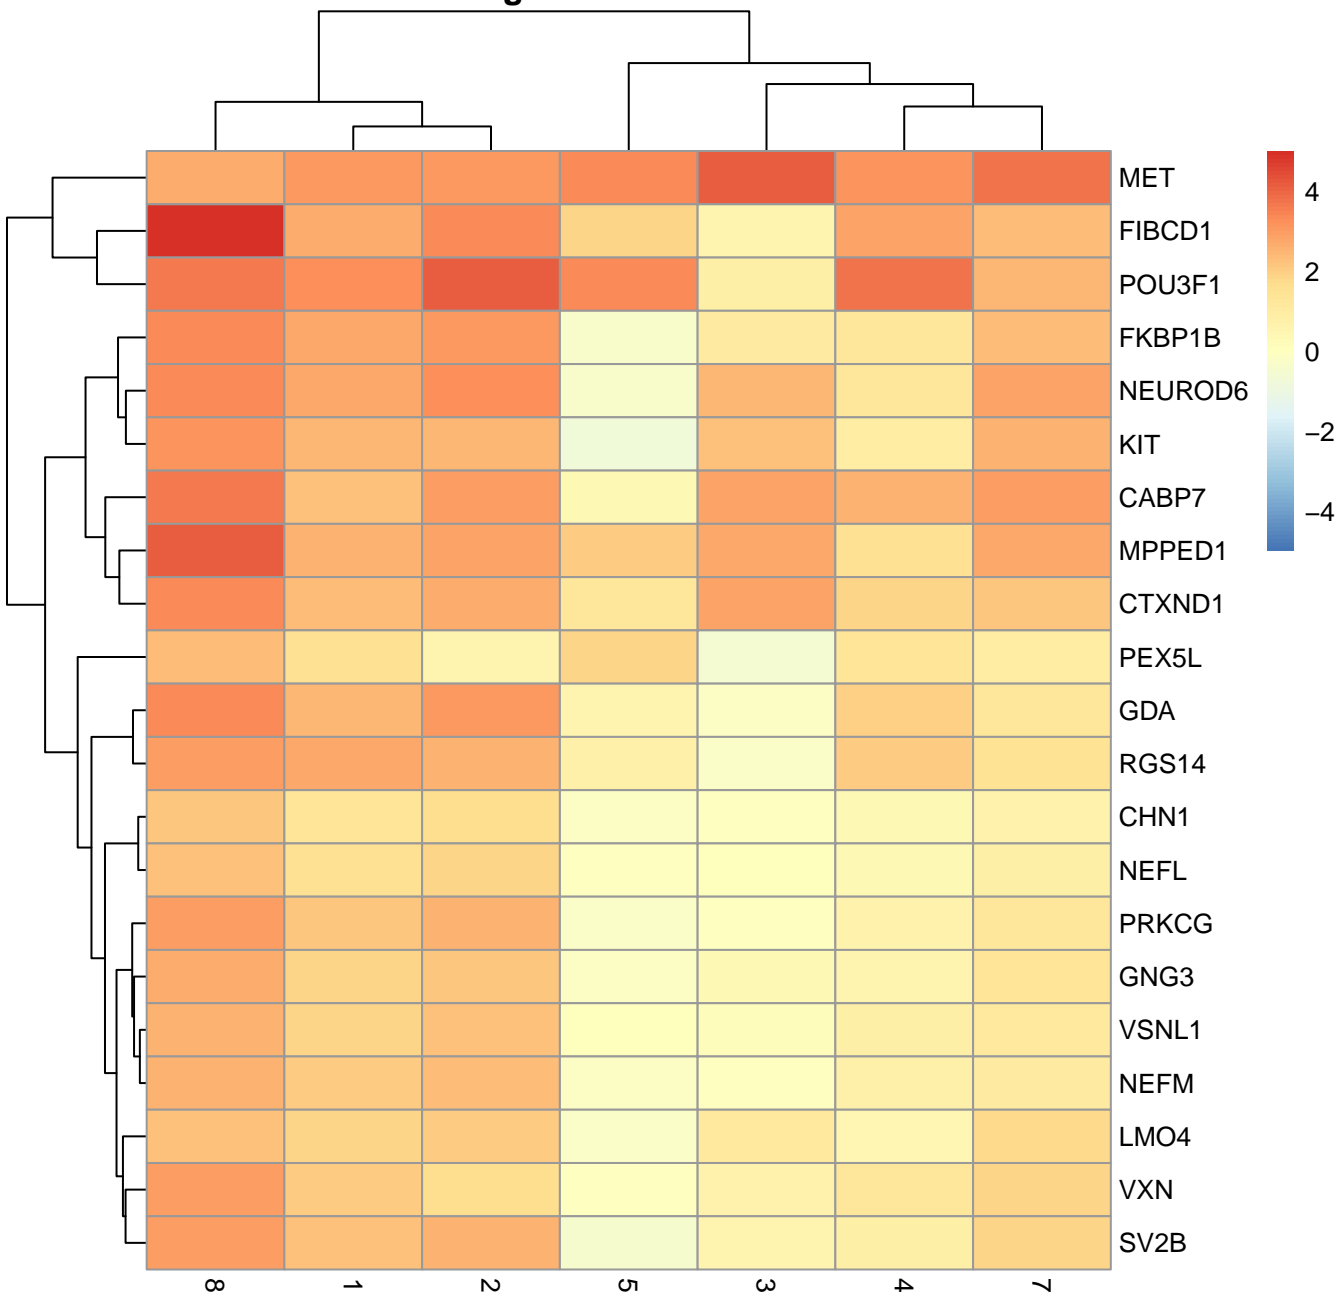 MET
FIBCD1
POU3F1
FKBP1B
NEUROD6
KIT
CABP7
MPPED1
CTXND1
PEX5L
GDA
RGS14
CHN1
NEFL
PRKCG
GNG3
VSNL1
NEFM
LMO4
VXN
SV2B
8 1 2 5 3 4 7
4
2
0
−2
−4